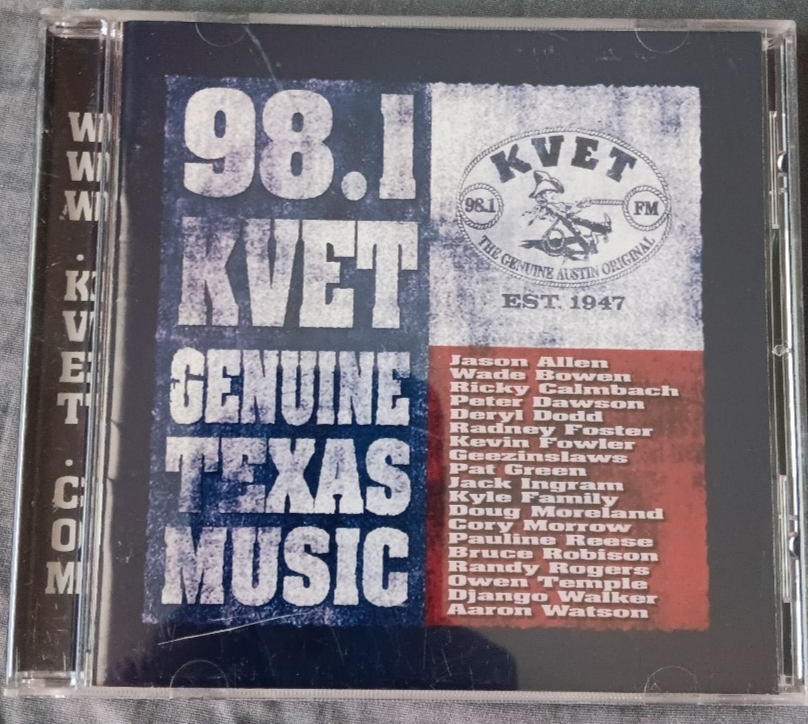 WWW.KVET.COM
98.1
KVET
GENUINE
TEXAS
MUSIC
KVET
98.1
FM
THE GENUINE AUSTIN ORIGINAL
EST. 1947
Jason Allen
Wade Bowen
Ricky Calmbach
Peter Dawson
Deryl Dodd
Radney Foster
Kevin Fowler
Geezinslaws
Pat Green
Jack Ingram
Kyle Family
Doug Moreland
Cory Morrow
Pauline Reese
Bruce Robison
Randy Rogers
Owen Temple
Django Walker
Aaron Watson